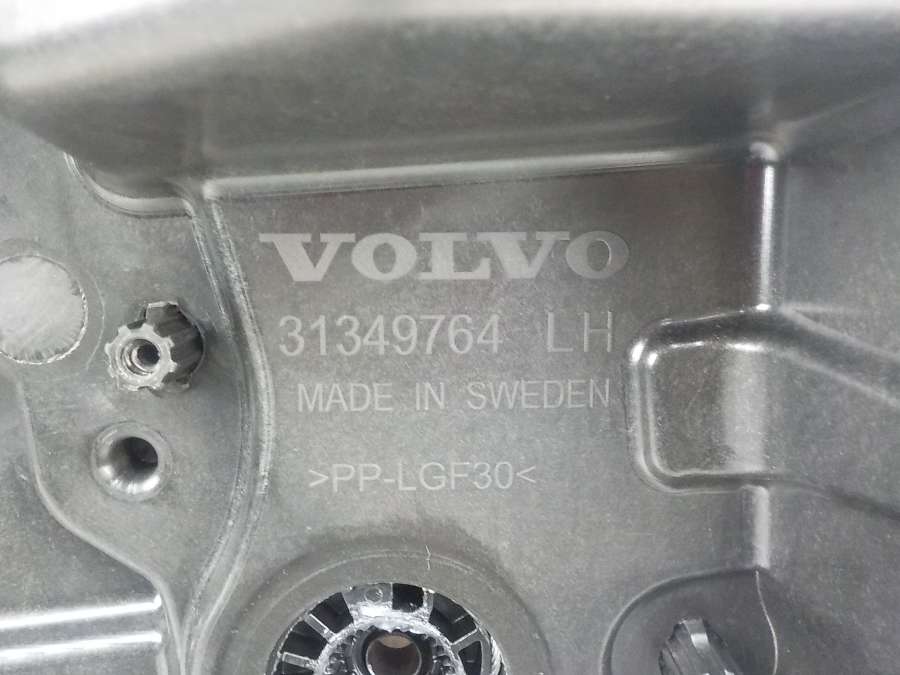 VOLVO
31349764 LH
MADE IN SWEDEN
>PP-LGF30<